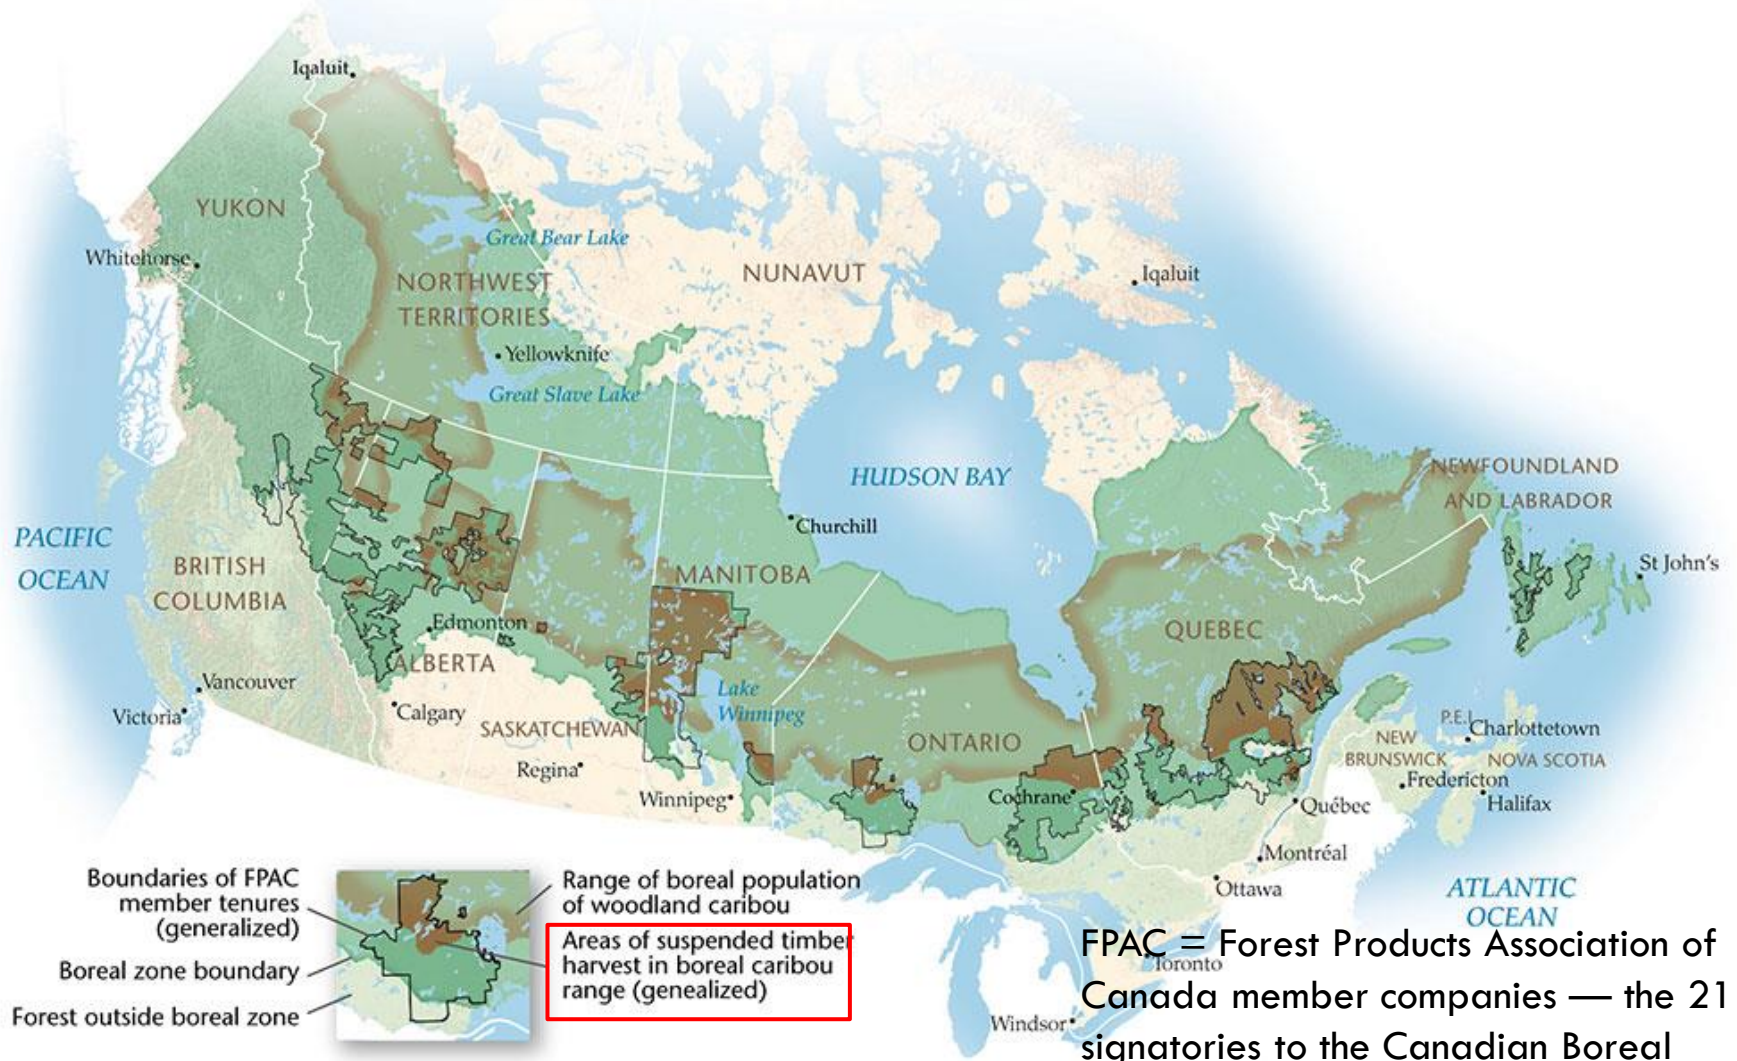 Iqaluit
YUKON
Great Bear Lake
Whitehorse
NORTHWEST
TERRITORIES
NUNAVUT
Iqaluit
Yellowknife
Great Slave Lake
HUDSON BAY
NEWFOUNDLAND
AND LABRADOR
Churchill
PACIFIC
OCEAN
BRITISH
COLUMBIA
MANITOBA
St John's
Edmonton
QUEBEC
ALBERTA
Vancouver
Lake
Winnipeg
Victoria
Calgary
SASKATCHEWAN
ONTARIO
P.E.I
Charlottetown
NEW
BRUNSWICK
NOVA SCOTIA
Regina
Fredericton
Winnipeg
Cochrane
Québec
Halifax
Montréal
Ottawa
ATLANTIC
OCEAN
Boundaries of FPAC
member tenures
(generalized)
Boreal zone boundary
Forest outside boreal zone
Range of boreal population
of woodland caribou
Areas of suspended timber
harvest in boreal caribou
range (genealized)
Toronto
Windsor
FPAC = Forest Products Association of
Canada member companies — the 21
signatories to the Canadian Boreal